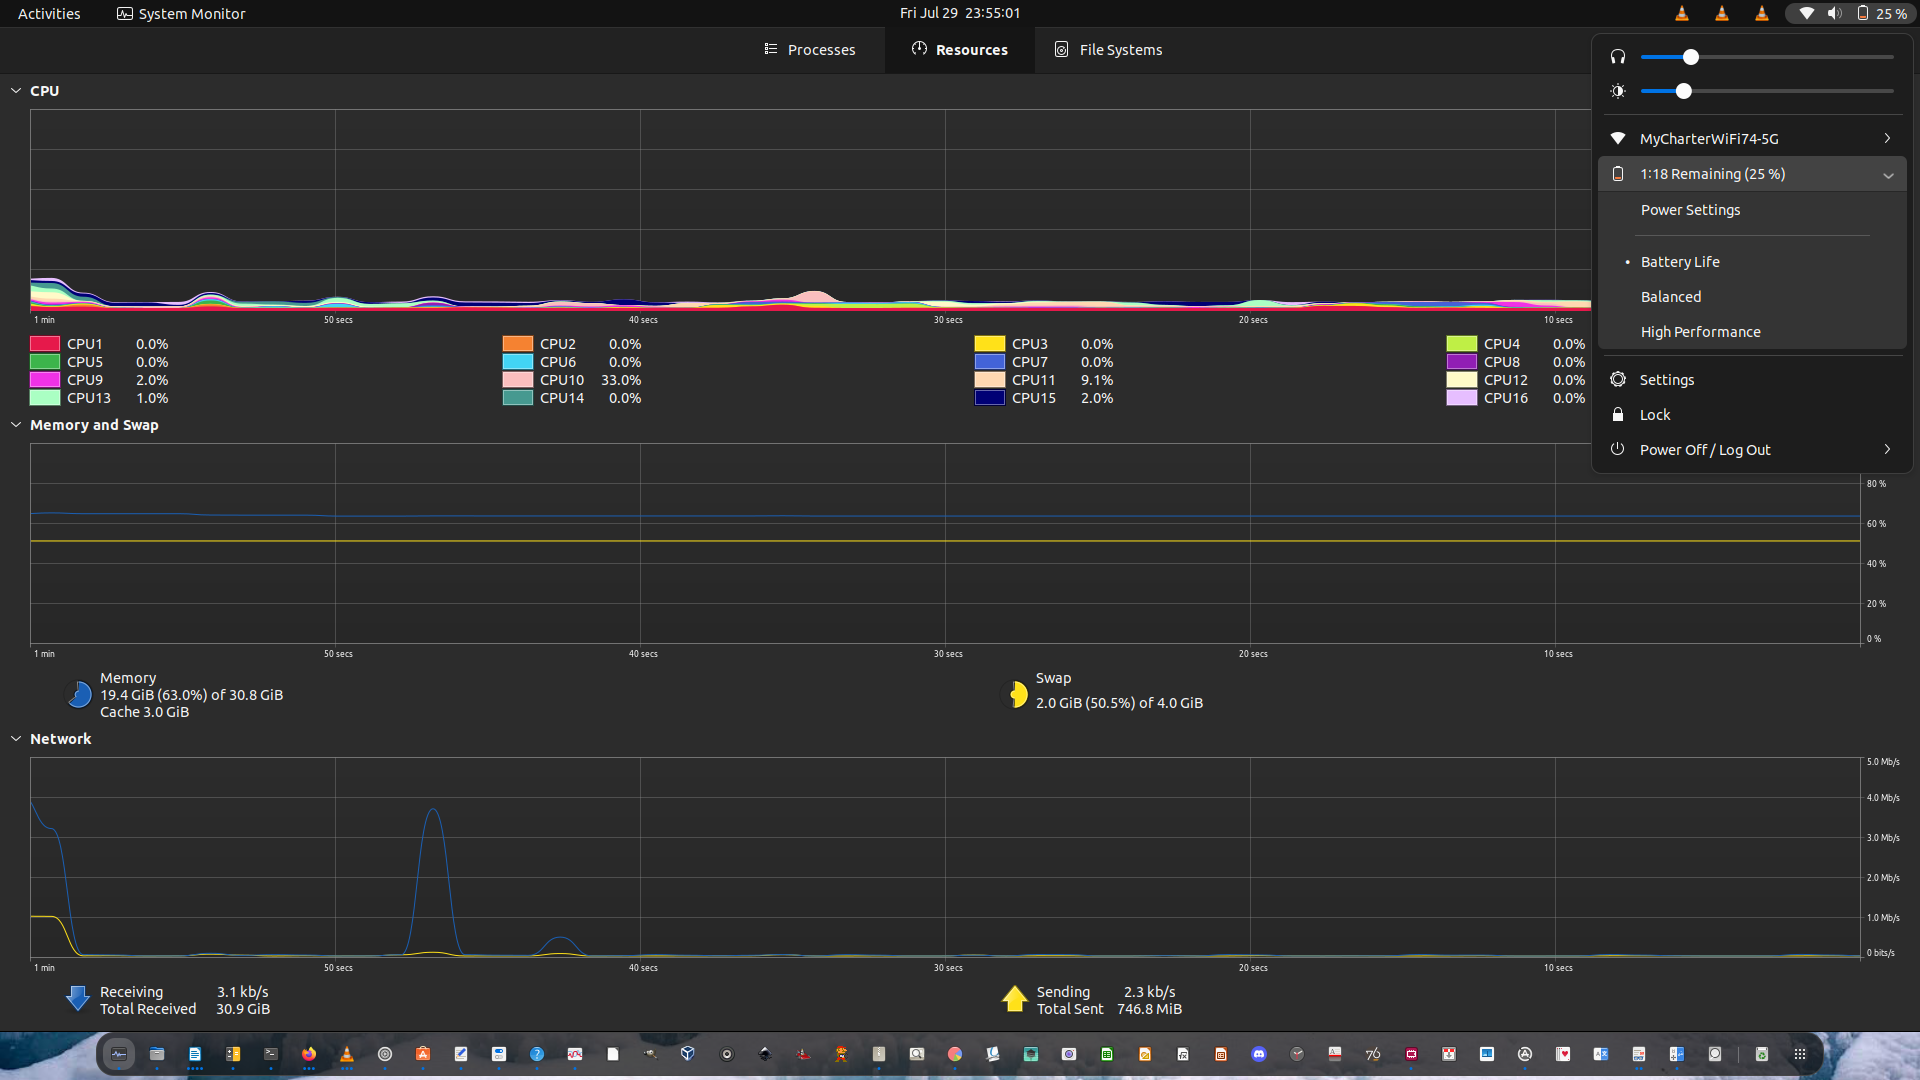 Activities System Monitor Fri Jul 29 23:55:01 25 %
Processes Resources File Systems
CPU
1 min 50 secs 40 secs 30 secs 20 secs 10 secs
CPU1 0.0% CPU2 0.0% CPU3 0.0% CPU4 0.0%
CPU5 0.0% CPU6 0.0% CPU7 0.0% CPU8 0.0%
CPU9 2.0% CPU10 33.0% CPU11 9.1% CPU12 0.0%
CPU13 1.0% CPU14 0.0% CPU15 2.0% CPU16 0.0%
MyCharterWiFi74-5G
1:18 Remaining (25 %)
Power Settings
Battery Life
Balanced
High Performance
Settings
Lock
Power Off / Log Out
Memory and Swap
80 %
60 %
40 %
20 %
0 %
1 min 50 secs 40 secs 30 secs 20 secs 10 secs
Memory
19.4 GiB (63.0%) of 30.8 GiB
Cache 3.0 GiB
Swap
2.0 GiB (50.5%) of 4.0 GiB
Network
5.0 Mb/s
4.0 Mb/s
3.0 Mb/s
2.0 Mb/s
1.0 Mb/s
0 bits/s
1 min 50 secs 40 secs 30 secs 20 secs 10 secs
Receiving 3.1 kb/s
Total Received 30.9 GiB
Sending 2.3 kb/s
Total Sent 746.8 MiB